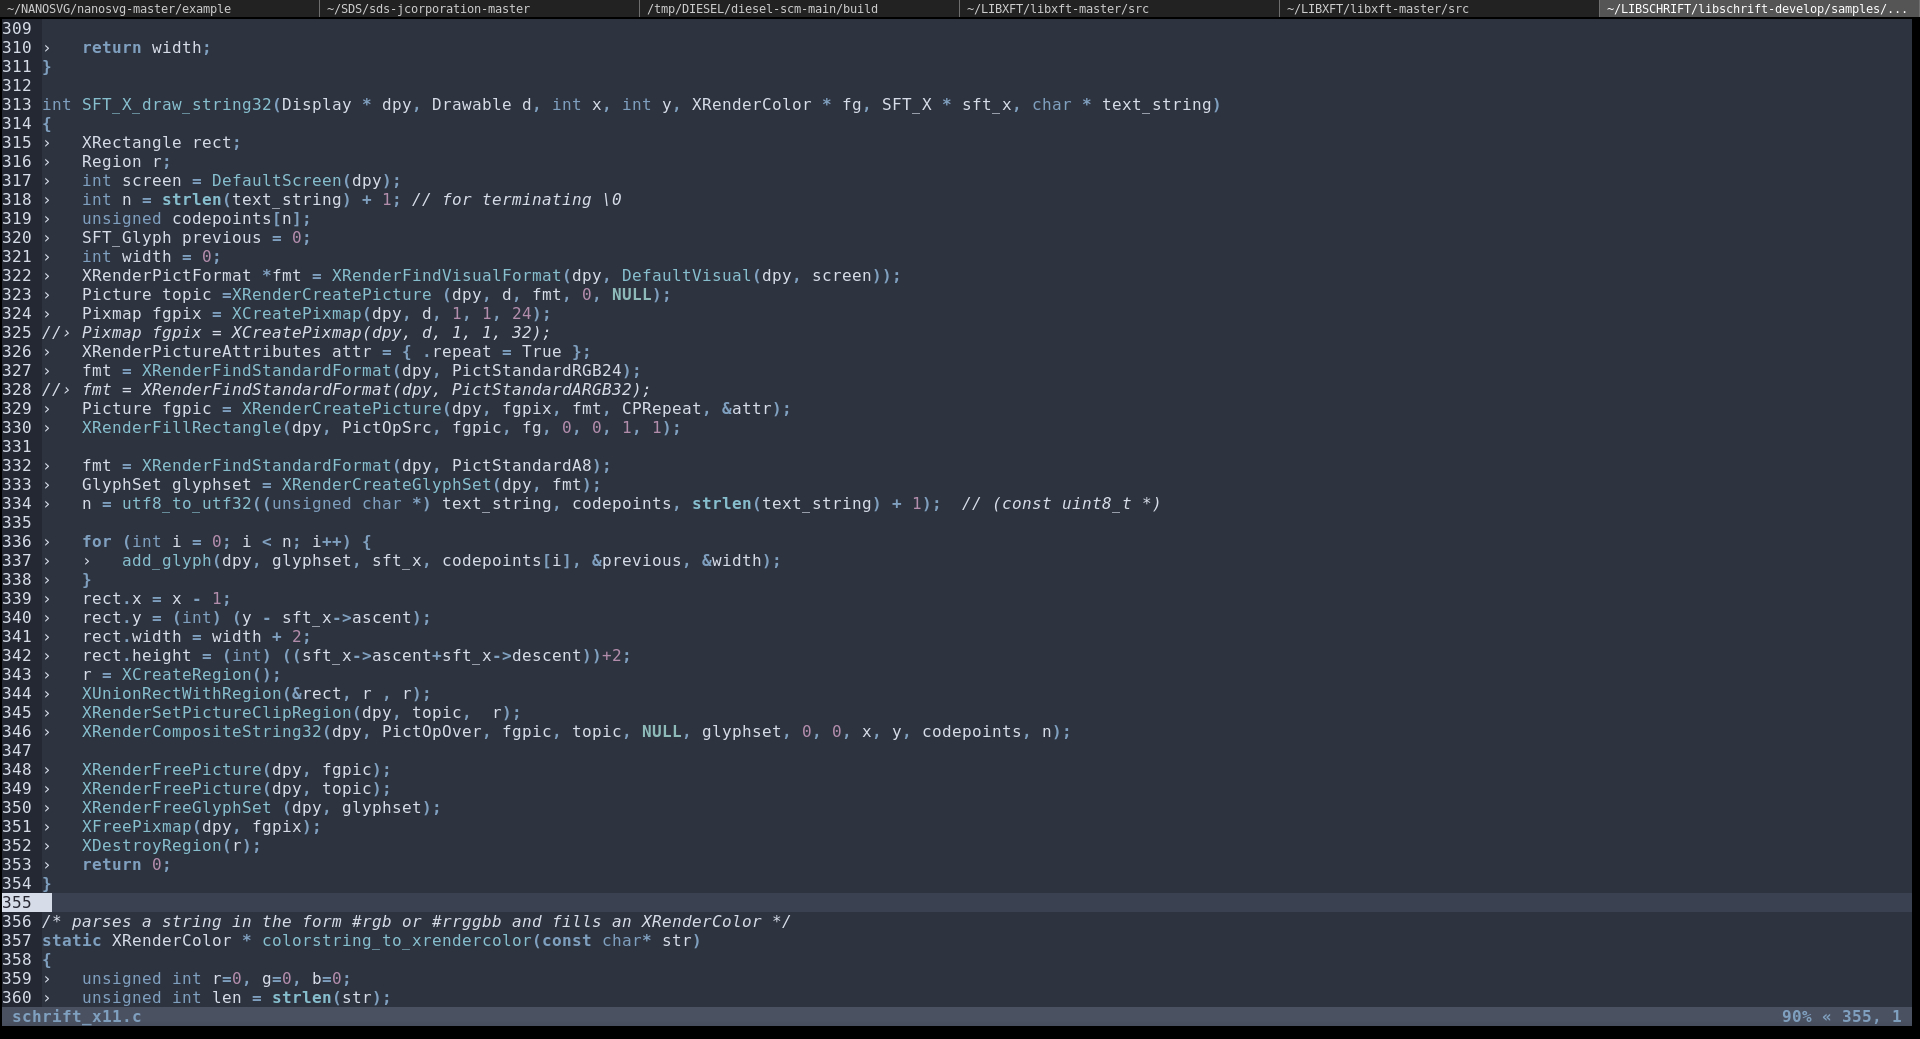 ~/NANOSVG/nanosvg-master/example ~/SDS/sds-jcorporation-master /tmp/DIESEL/diesel-scm-main/build ~/LIBXFT/libxft-master/src ~/LIBXFT/libxft-master/src ~/LIBSCHRIFT/libschrift-develop/samples/...
309
310 ›   return width;
311 }
312
313 int SFT_X_draw_string32(Display * dpy, Drawable d, int x, int y, XRenderColor * fg, SFT_X * sft_x, char * text_string)
314 {
315 ›   XRectangle rect;
316 ›   Region r;
317 ›   int screen = DefaultScreen(dpy);
318 ›   int n = strlen(text_string) + 1; // for terminating \0
319 ›   unsigned codepoints[n];
320 ›   SFT_Glyph previous = 0;
321 ›   int width = 0;
322 ›   XRenderPictFormat *fmt = XRenderFindVisualFormat(dpy, DefaultVisual(dpy, screen));
323 ›   Picture topic =XRenderCreatePicture (dpy, d, fmt, 0, NULL);
324 ›   Pixmap fgpix = XCreatePixmap(dpy, d, 1, 1, 24);
325 //› Pixmap fgpix = XCreatePixmap(dpy, d, 1, 1, 32);
326 ›   XRenderPictureAttributes attr = { .repeat = True };
327 ›   fmt = XRenderFindStandardFormat(dpy, PictStandardRGB24);
328 //› fmt = XRenderFindStandardFormat(dpy, PictStandardARGB32);
329 ›   Picture fgpic = XRenderCreatePicture(dpy, fgpix, fmt, CPRepeat, &attr);
330 ›   XRenderFillRectangle(dpy, PictOpSrc, fgpic, fg, 0, 0, 1, 1);
331
332 ›   fmt = XRenderFindStandardFormat(dpy, PictStandardA8);
333 ›   GlyphSet glyphset = XRenderCreateGlyphSet(dpy, fmt);
334 ›   n = utf8_to_utf32((unsigned char *) text_string, codepoints, strlen(text_string) + 1);  // (const uint8_t *)
335
336 ›   for (int i = 0; i < n; i++) {
337 ›   ›   add_glyph(dpy, glyphset, sft_x, codepoints[i], &previous, &width);
338 ›   }
339 ›   rect.x = x - 1;
340 ›   rect.y = (int) (y - sft_x->ascent);
341 ›   rect.width = width + 2;
342 ›   rect.height = (int) ((sft_x->ascent+sft_x->descent))+2;
343 ›   r = XCreateRegion();
344 ›   XUnionRectWithRegion(&rect, r , r);
345 ›   XRenderSetPictureClipRegion(dpy, topic,  r);
346 ›   XRenderCompositeString32(dpy, PictOpOver, fgpic, topic, NULL, glyphset, 0, 0, x, y, codepoints, n);
347
348 ›   XRenderFreePicture(dpy, fgpic);
349 ›   XRenderFreePicture(dpy, topic);
350 ›   XRenderFreeGlyphSet (dpy, glyphset);
351 ›   XFreePixmap(dpy, fgpix);
352 ›   XDestroyRegion(r);
353 ›   return 0;
354 }
355
356 /* parses a string in the form #rgb or #rrggbb and fills an XRenderColor */
357 static XRenderColor * colorstring_to_xrendercolor(const char* str)
358 {
359 ›   unsigned int r=0, g=0, b=0;
360 ›   unsigned int len = strlen(str);
schrift_x11.c 90% « 355, 1